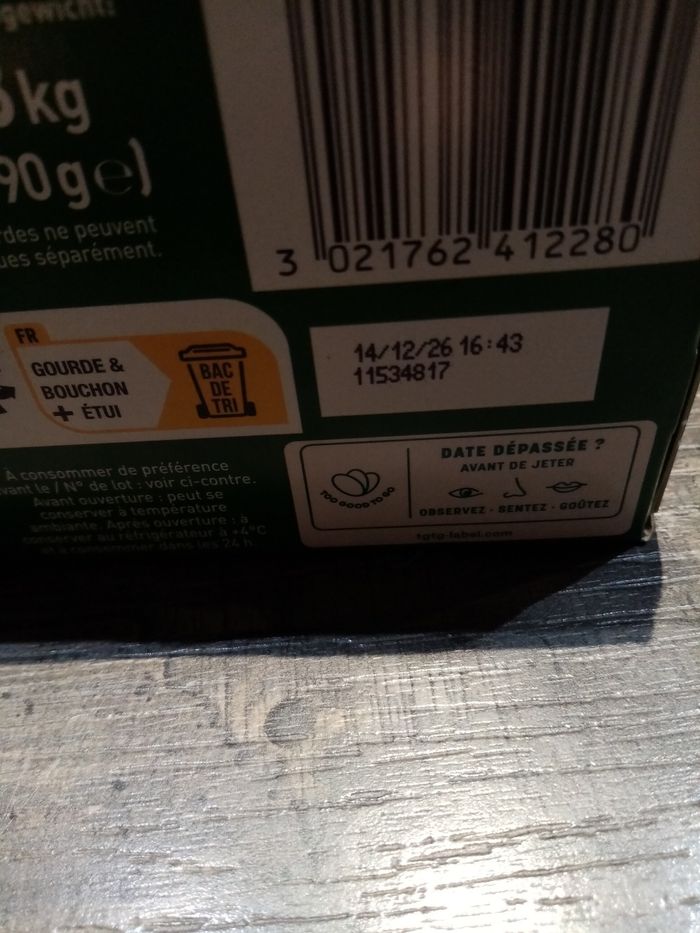 gewicht:
kg
90 g e)
rdes ne peuvent
ues séparément.
3 021762 412280
FR
GOURDE &
BOUCHON
+ ÉTUI
BAC
DE
TRI
14/12/26 16:43
11534817
À consommer de préférence
avant le / N° de lot : voir ci-contre.
Avant ouverture : peut se
conserver à température
ambiante. Après ouverture : à
conserver au réfrigérateur à +4°C
et à consommer dans les 24 h
TOO GOOD TO GO
DATE DÉPASSÉE ?
AVANT DE JETER
OBSERVEZ · SENTEZ · GOÛTEZ
tgtg-label.com